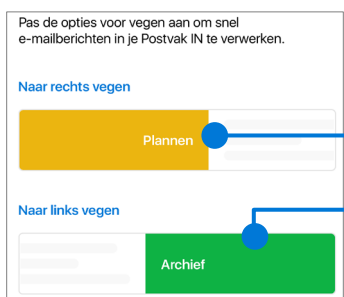 Pas de opties voor vegen aan om snel
e-mailberichten in je Postvak IN te verwerken.
Naar rechts vegen
Plannen
Naar links vegen
Archief